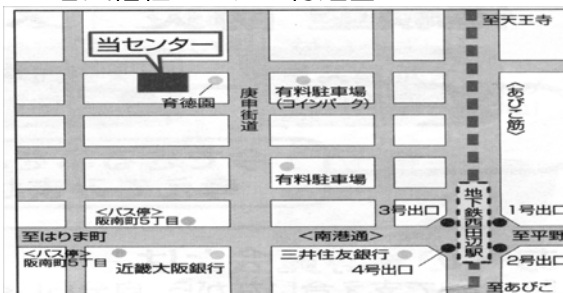 至天王寺
当センター
育徳園
庚申街道
有料駐車場
(コインパーク)
<あびこ筋>
有料駐車場
地下鉄西田辺駅
<バス停>
阪南町5丁目
3号出口
1号出口
至はりま町
<南港通>
至平野
<バス停>
阪南町5丁目
近畿大阪銀行
三井住友銀行
4号出口
2号出口
至あびこ